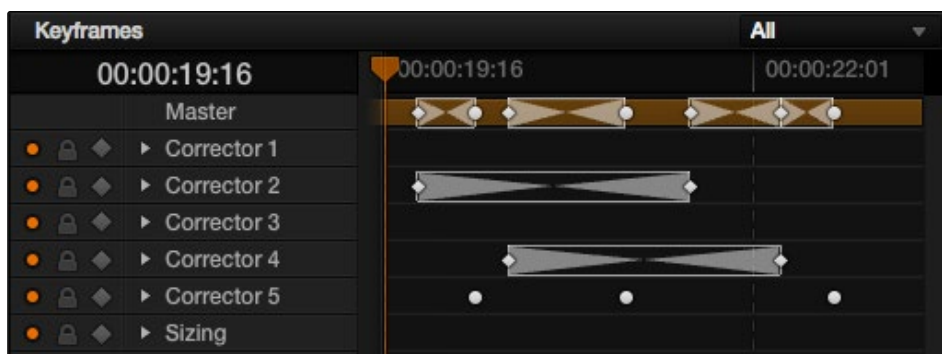 Keyframes All
00:00:19:16 00:00:19:16 00:00:22:01
Master
Corrector 1
Corrector 2
Corrector 3
Corrector 4
Corrector 5
Sizing